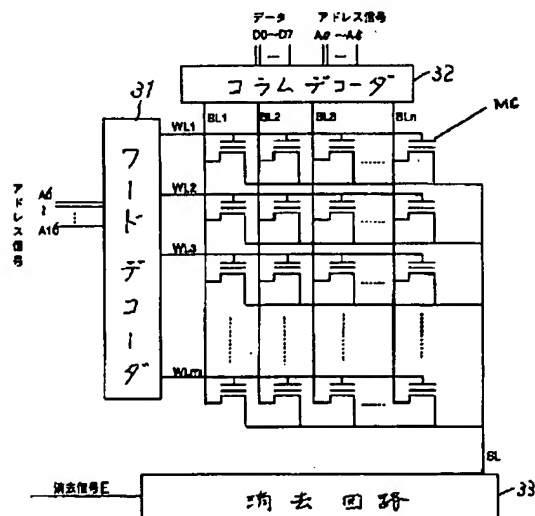 データ アドレス信号
D0～D7 A0～A5
コラムデコーダ 32
31
BL1 BL2 BL3 BLn
MC
WL1
ワードデコーダ
アドレス信号
A6
～
A16
WL2
WL3
WLm
SL
消去信号E
消去回路 33